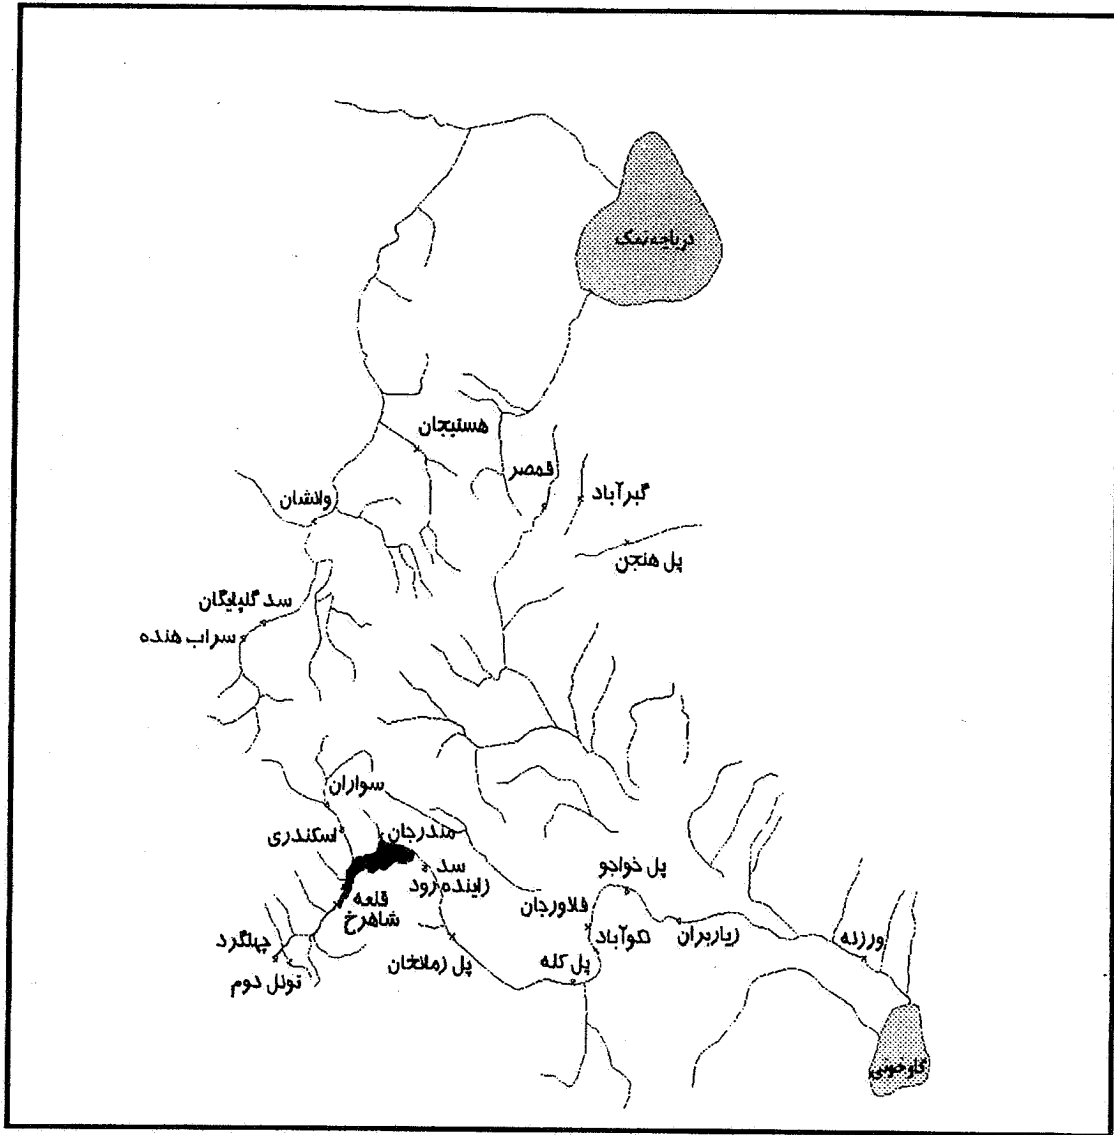 دریاچه نمک
هستیجان
قمصر
گبرآباد
ولاشان
پل هنجن
سد گلپایگان
سراب هنده
سواران
مندرجان
اسکندری
سد
زاینده رود
پل خواجو
قلعه
شاهرخ
فلاورجان
زیاربران
ورزنه
نکوآباد
چهلگرد
پل زمانخان
پل کله
تونل دوم
گاوخونی